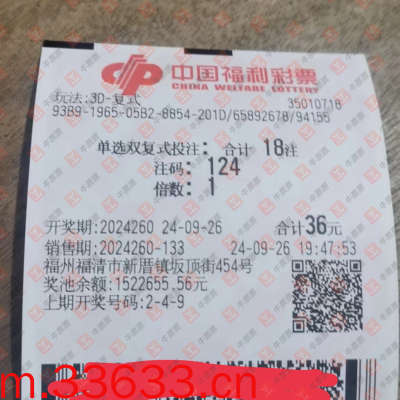 中国福利彩票
CHINA WELFARE LOTTERY
玩法:3D-复式
35010718
93B9-1965-05B2-8854-201D/65892678/94155
单选双复式投注: 合计 18注
注码: 124
倍数: 1
开奖期:2024260 24-09-26 合计36元
销售期:2024260-133 24-09-26 19:47:53
福州福清市新厝镇坂顶街454号
奖池余额:1522655.56元
上期开奖号码:2-4-9
m.33633.cn